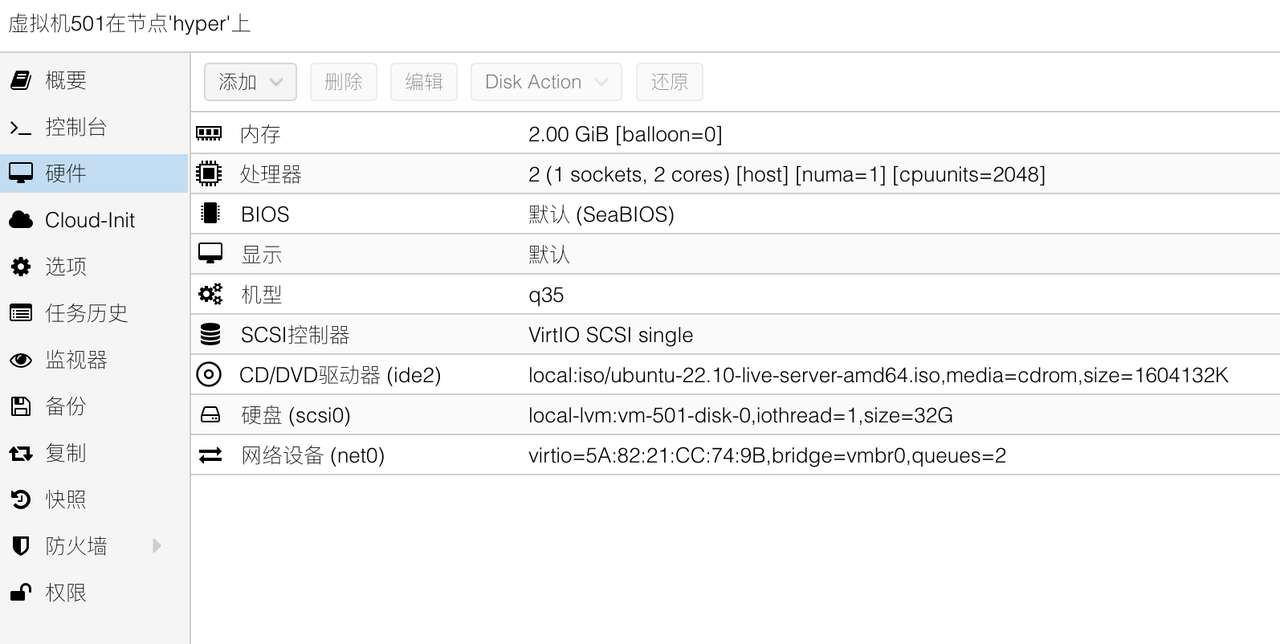 虚拟机501在节点'hyper'上
添加 删除 编辑 Disk Action 还原
概要
控制台
硬件
Cloud-Init
选项
任务历史
监视器
备份
复制
快照
防火墙
权限
内存 2.00 GiB [balloon=0]
处理器 2 (1 sockets, 2 cores) [host] [numa=1] [cpuunits=2048]
BIOS 默认 (SeaBIOS)
显示 默认
机型 q35
SCSI控制器 VirtIO SCSI single
CD/DVD驱动器 (ide2) local:iso/ubuntu-22.10-live-server-amd64.iso,media=cdrom,size=1604132K
硬盘 (scsi0) local-lvm:vm-501-disk-0,iothread=1,size=32G
网络设备 (net0) virtio=5A:82:21:CC:74:9B,bridge=vmbr0,queues=2